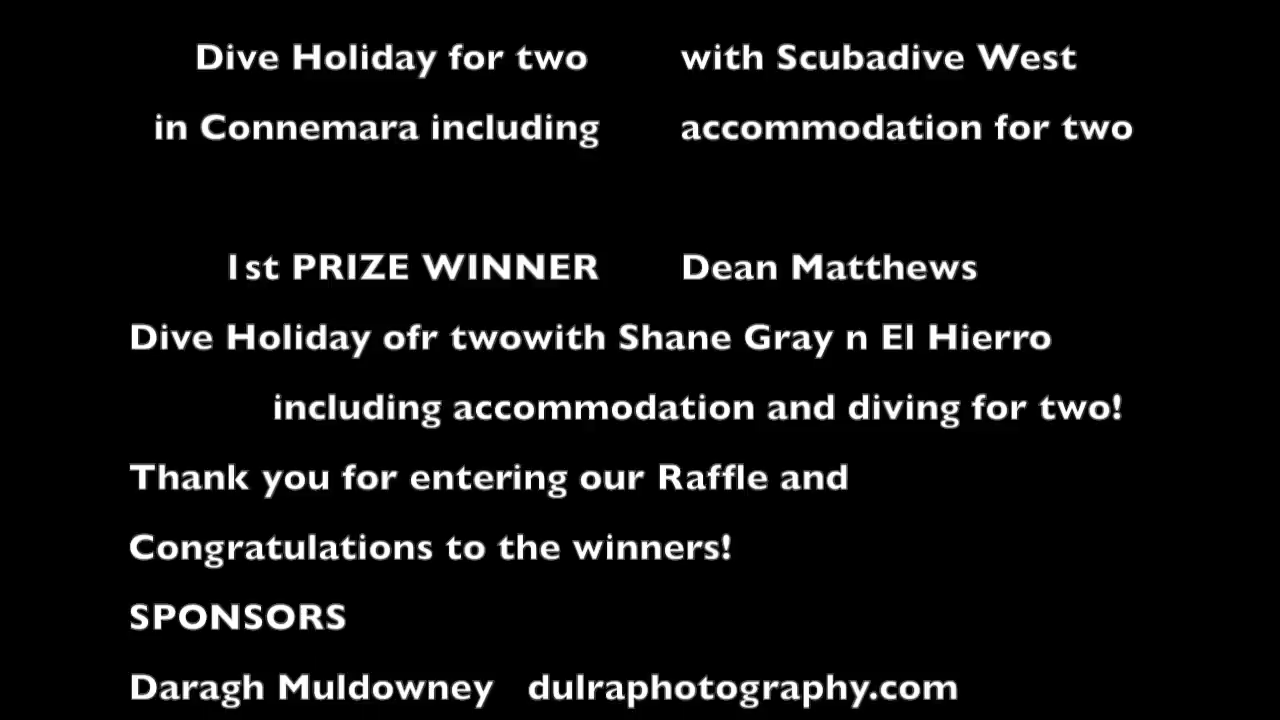 Dive Holiday for two with Scubadive West
in Connemara including accommodation for two
1st PRIZE WINNER Dean Matthews
Dive Holiday ofr twowith Shane Gray n El Hierro
including accommodation and diving for two!
Thank you for entering our Raffle and
Congratulations to the winners!
SPONSORS
Daragh Muldowney dulraphotography.com